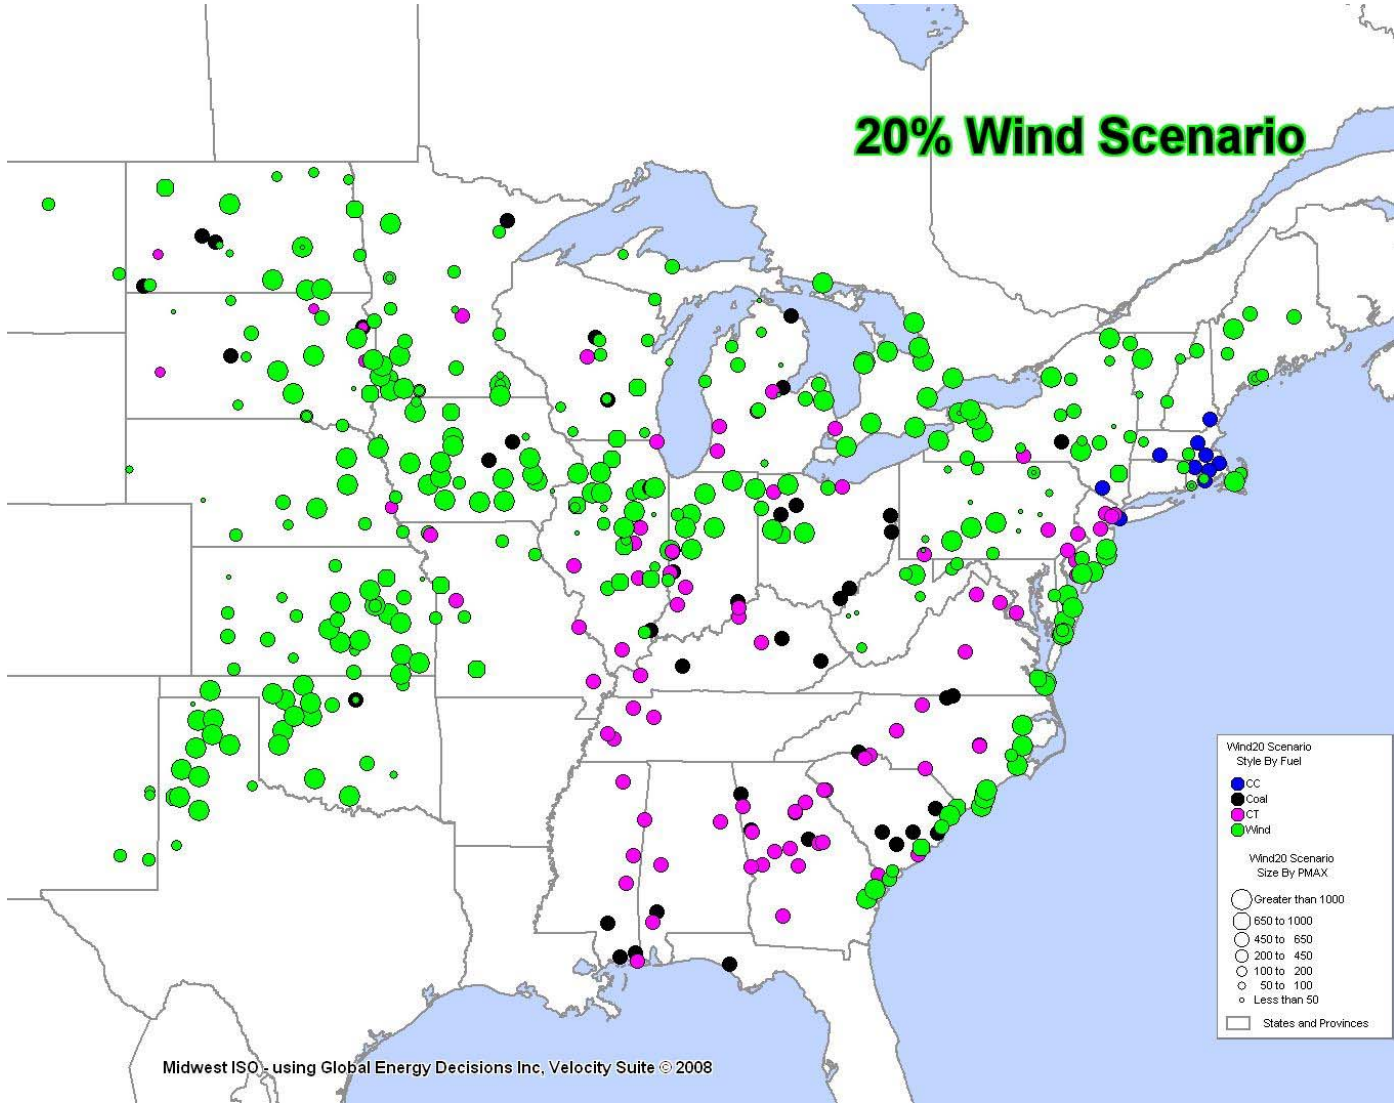 20% Wind Scenario
Wind20 Scenario
Style By Fuel
CC
Coal
CT
Wind
Wind20 Scenario
Size By PMAX
Greater than 1000
650 to 1000
450 to 650
200 to 450
100 to 200
50 to 100
Less than 50
States and Provinces
Midwest ISO - using Global Energy Decisions Inc, Velocity Suite © 2008